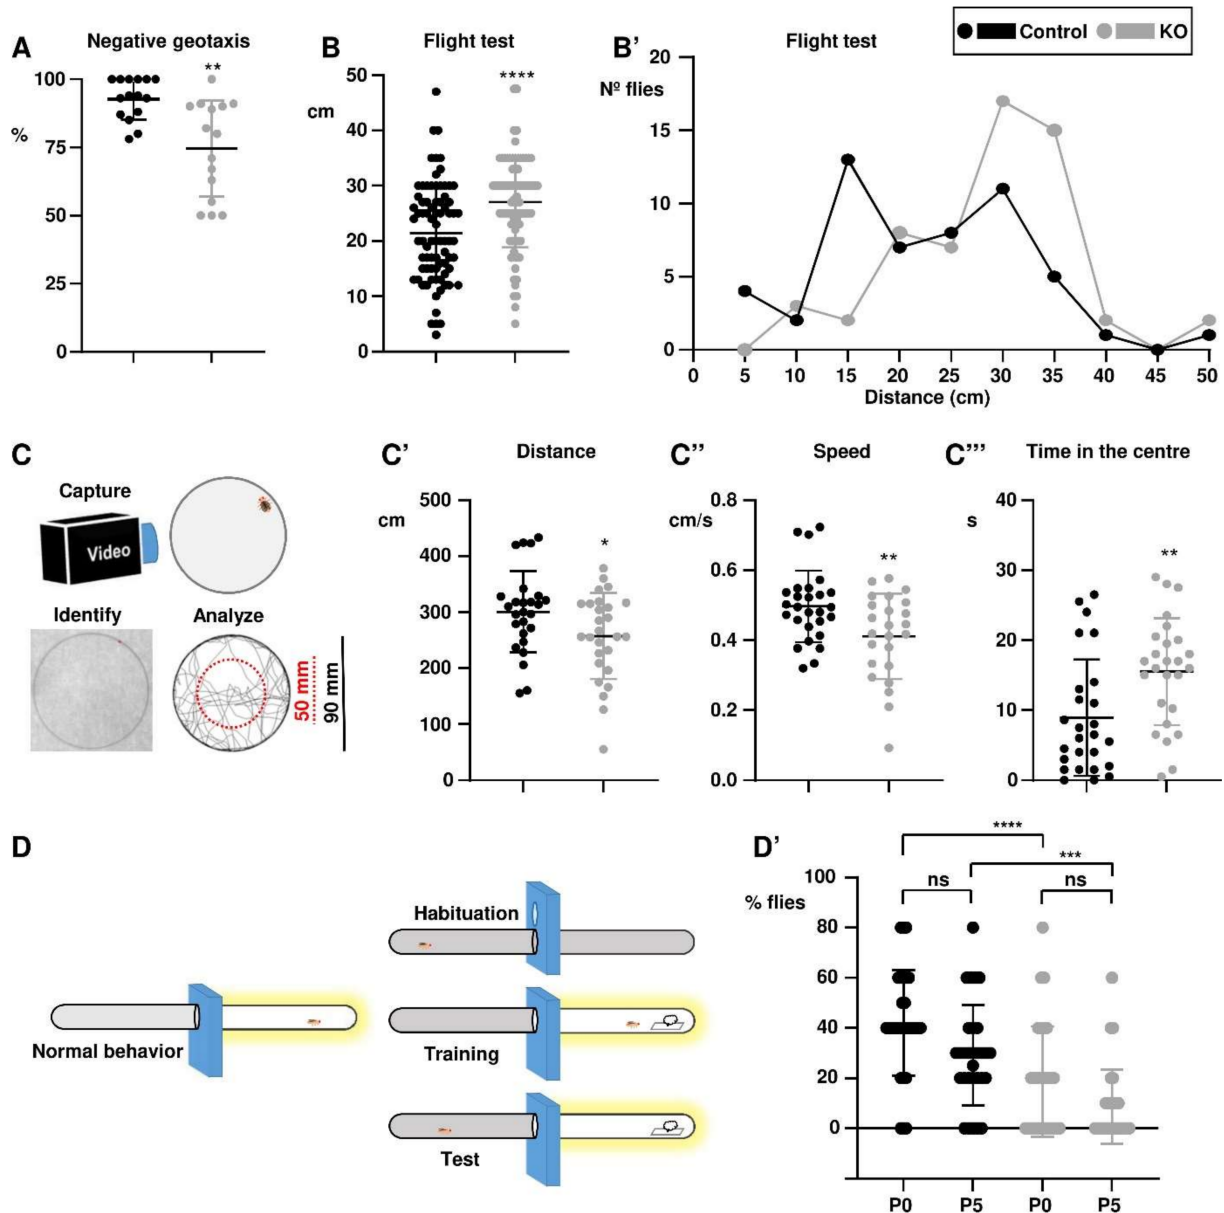 Control KO
A Negative geotaxis
**
100
%
75
50
25
0
B Flight test
****
50
cm
40
30
20
10
0
B’ Flight test
20
Nº flies
15
10
5
0
0 5 10 15 20 25 30 35 40 45 50
Distance (cm)
C
Capture
Video
Identify Analyze
50 mm
90 mm
C’ Distance
500
cm
*
400
300
200
100
0
C’’ Speed
0.8
cm/s
**
0.6
0.4
0.2
0.0
C’’’ Time in the centre
40
s
**
30
20
10
0
D
Normal behavior
Habituation
Training
Test
D’
****
***
ns ns
100
% flies
80
60
40
20
0
P0 P5 P0 P5